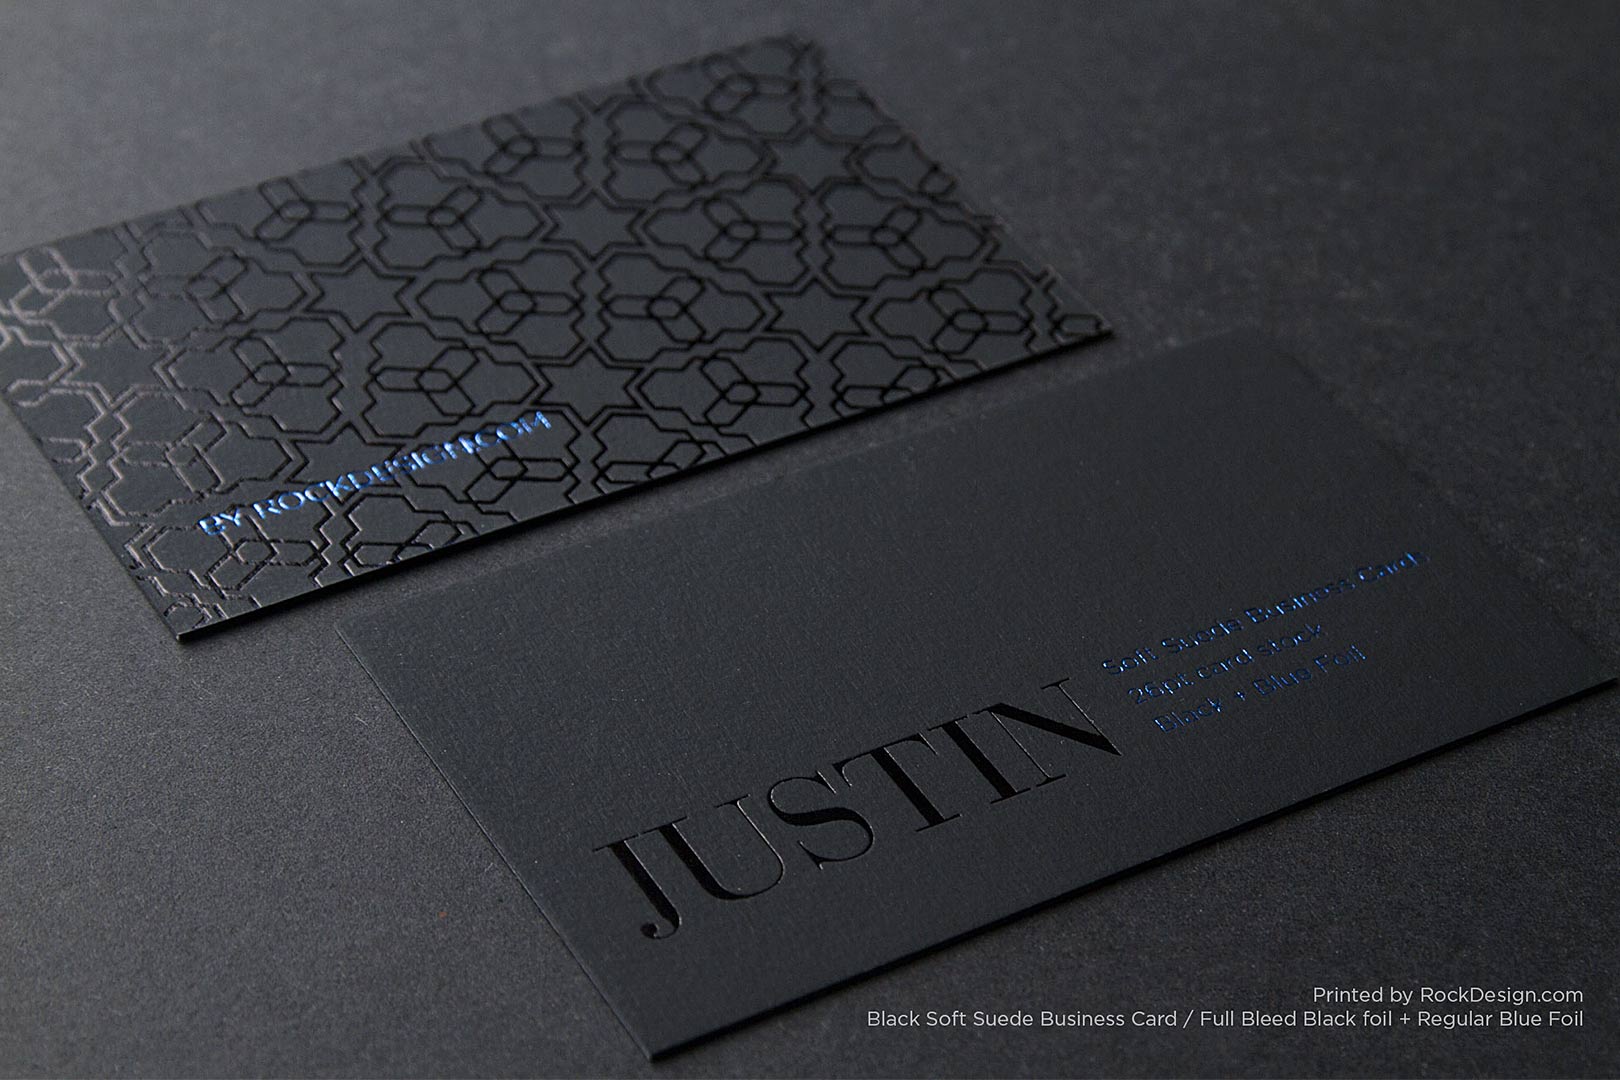 BY ROCKDESIGN.COM
JUSTIN
Soft Suede Business Cards
26pt card stock
Black + Blue Foil
Printed by RockDesign.com
Black Soft Suede Business Card / Full Bleed Black foil + Regular Blue Foil